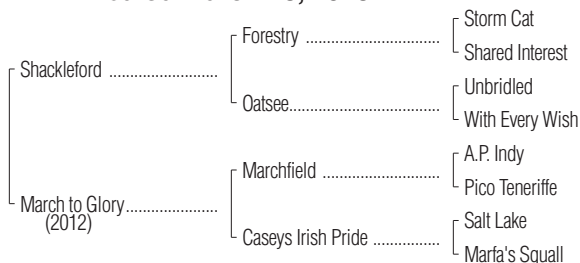 Storm Cat
Forestry
Shared Interest
Shackleford
Unbridled
Oatsee
With Every Wish
A.P. Indy
Marchfield
Pico Teneriffe
March to Glory
(2012)
Salt Lake
Caseys Irish Pride
Marfa's Squall